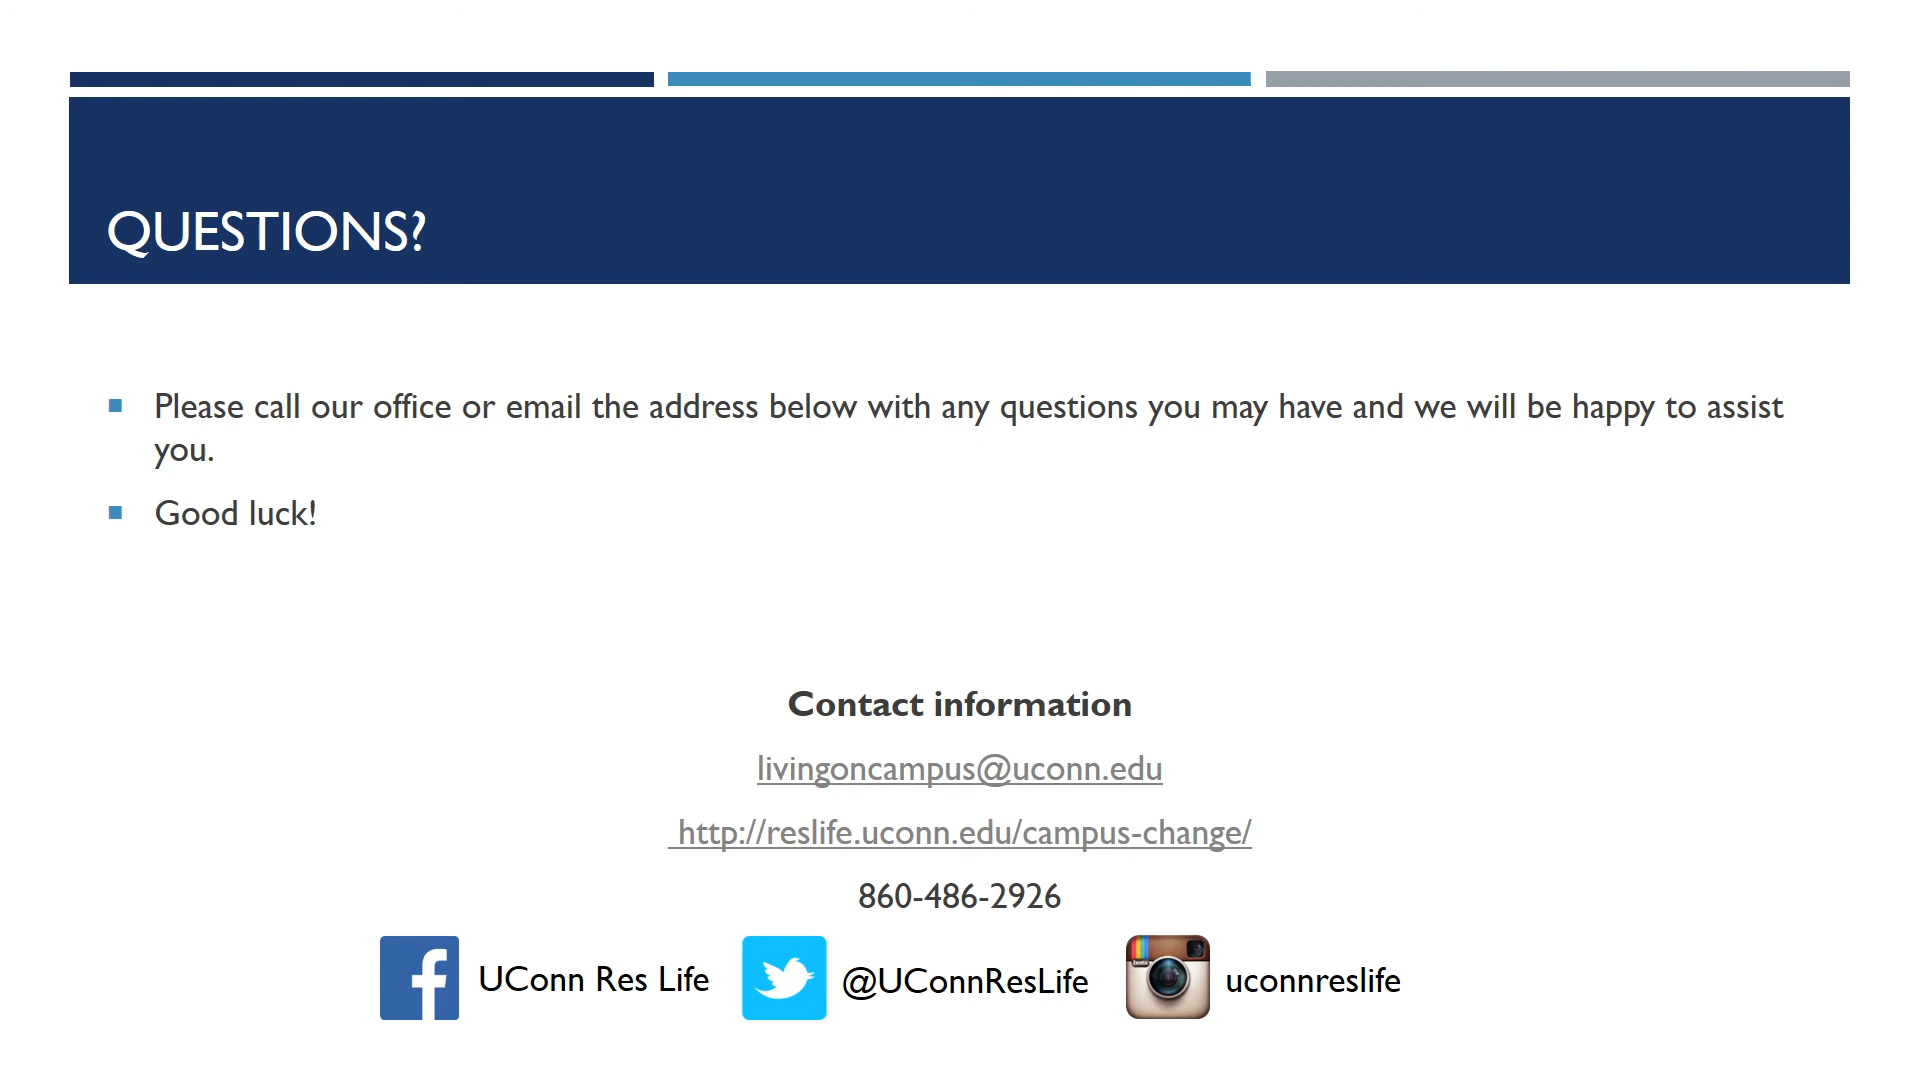 QUESTIONS?
Please call our office or email the address below with any questions you may have and we will be happy to assist
you.
Good luck!
Contact information
livingoncampus@uconn.edu
http://reslife.uconn.edu/campus-change/
860-486-2926
UConn Res Life @UConnResLife Insta uconnreslife